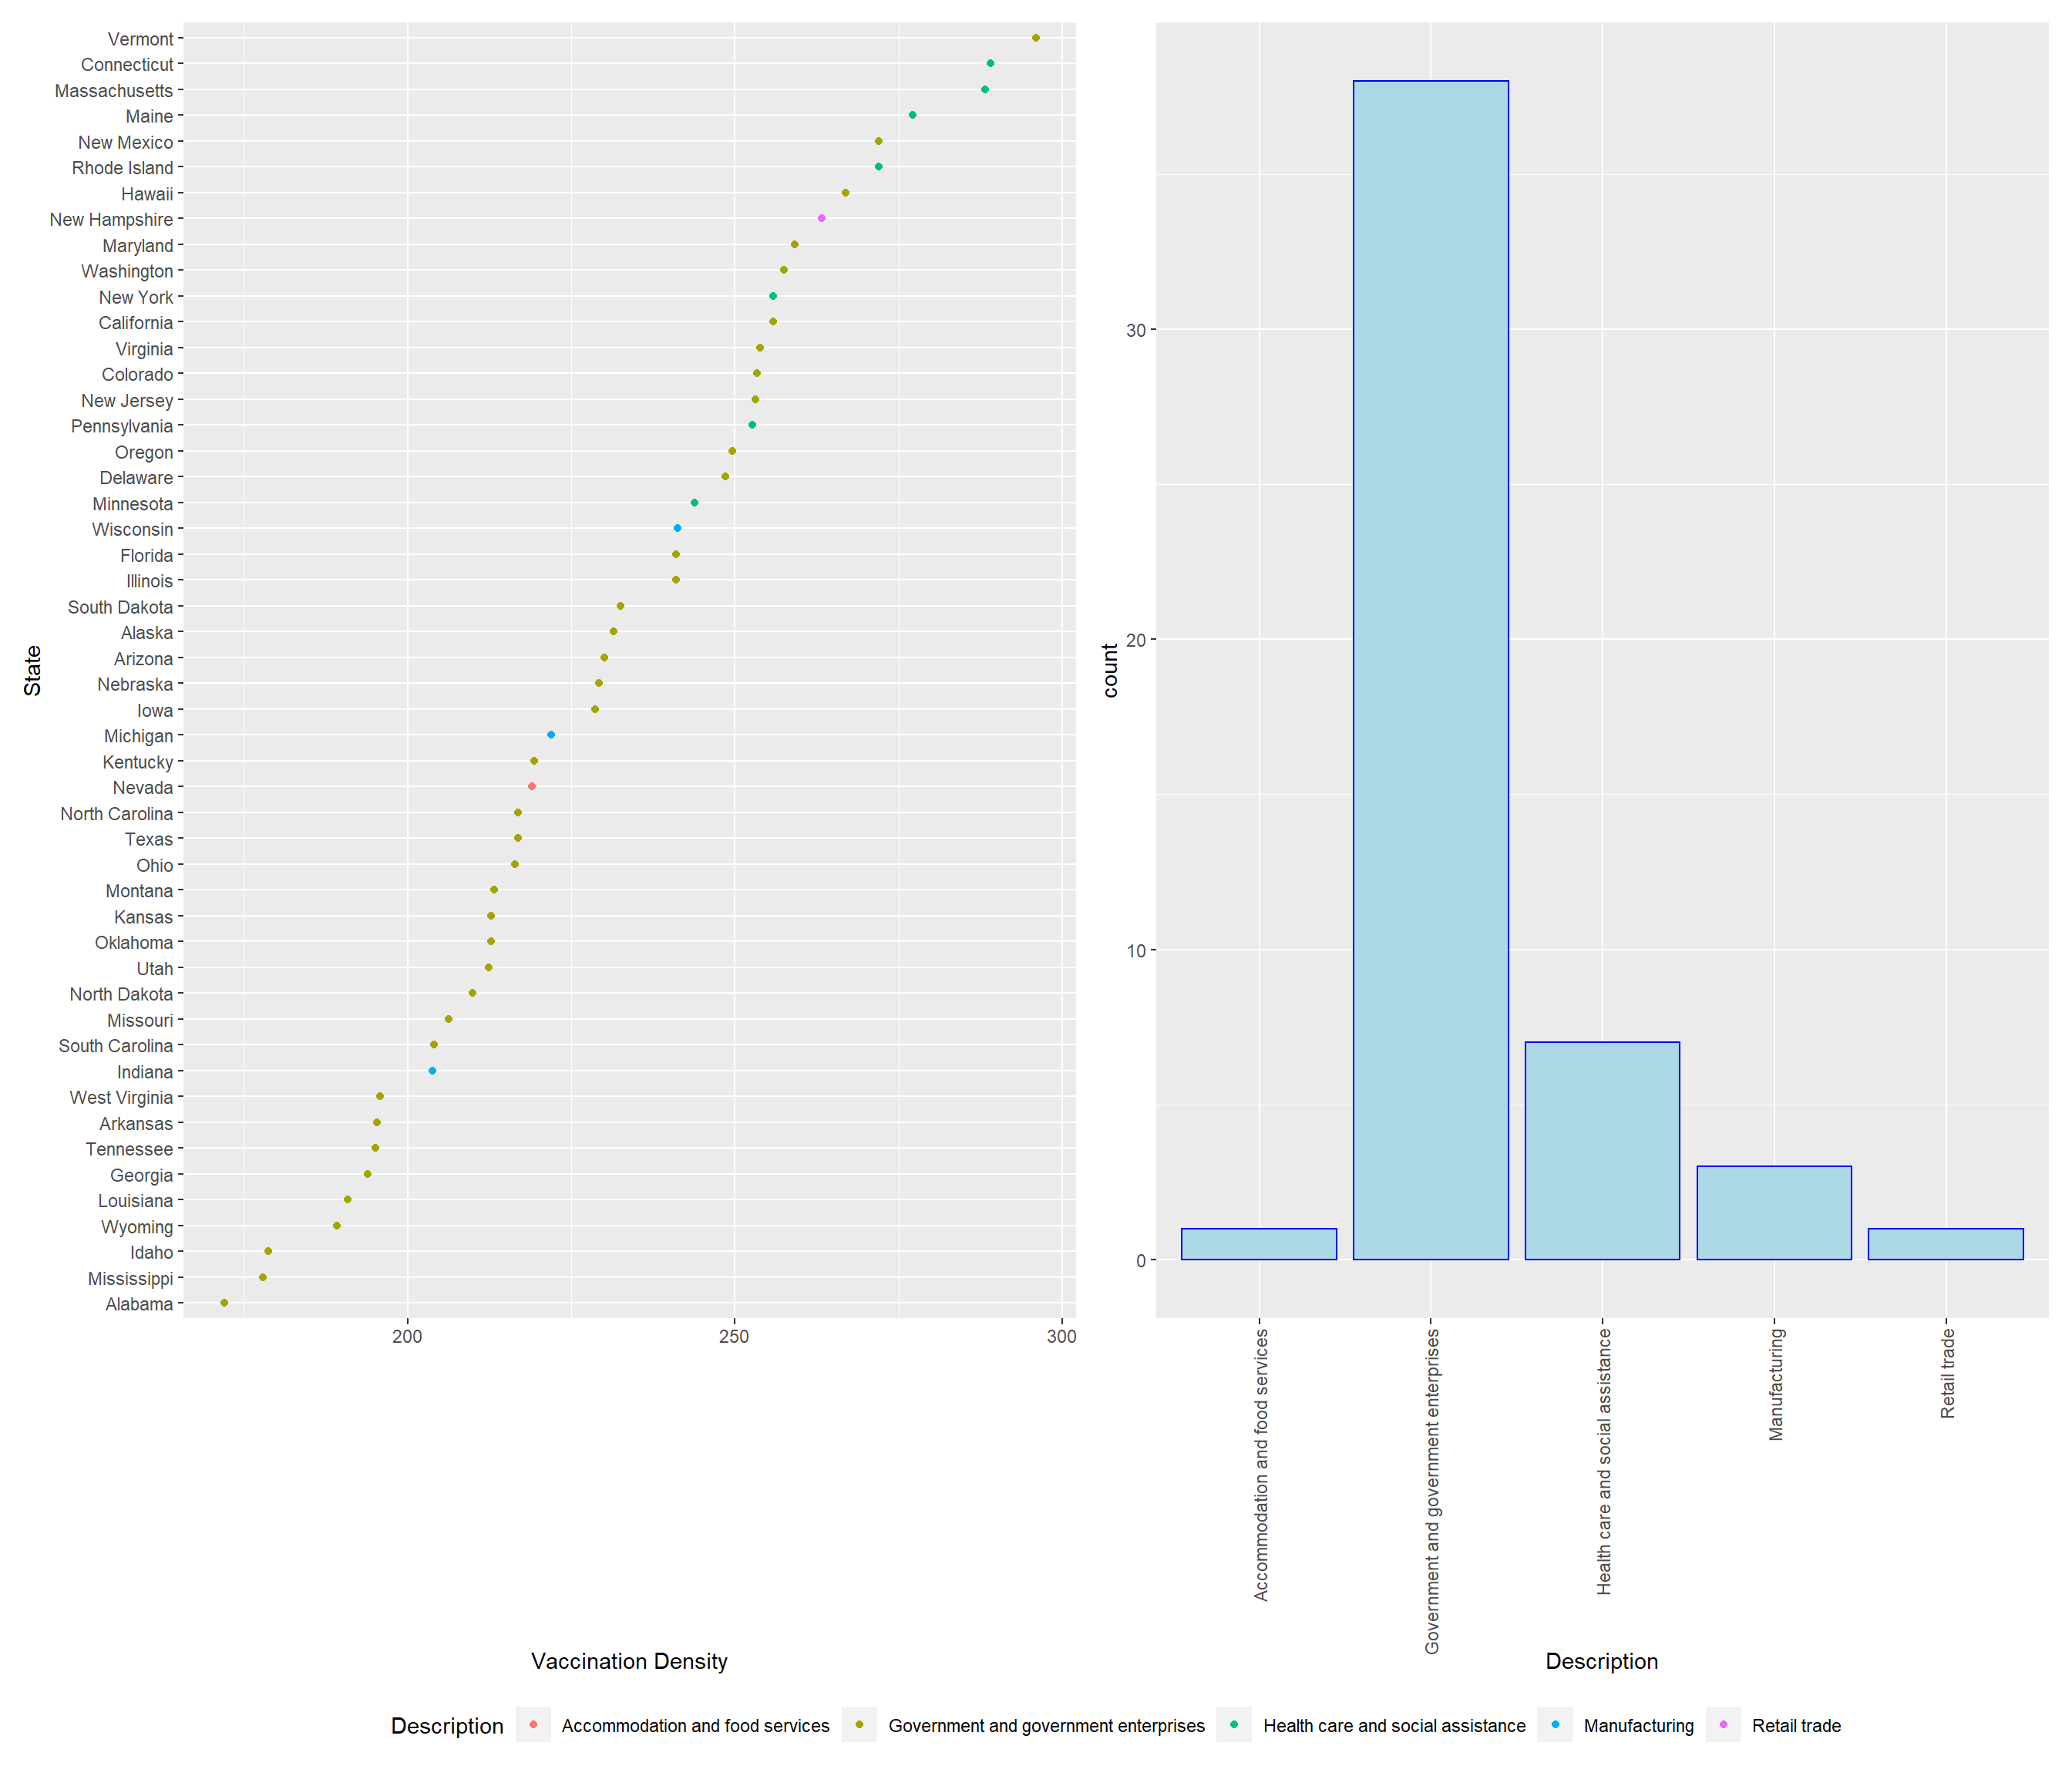 Vermont
Connecticut
Massachusetts
Maine
New Mexico
Rhode Island
Hawaii
New Hampshire
Maryland
Washington
New York
California
Virginia
Colorado
New Jersey
Pennsylvania
Oregon
Delaware
Minnesota
Wisconsin
Florida
Illinois
South Dakota
Alaska
Arizona
Nebraska
Iowa
Michigan
Kentucky
Nevada
North Carolina
Texas
Ohio
Montana
Kansas
Oklahoma
Utah
North Dakota
Missouri
South Carolina
Indiana
West Virginia
Arkansas
Tennessee
Georgia
Louisiana
Wyoming
Idaho
Mississippi
Alabama
State
200 250 300
Vaccination Density
30
20
10
0
count
Accommodation and food services
Government and government enterprises
Health care and social assistance
Manufacturing
Retail trade
Description
Description Accommodation and food services Government and government enterprises Health care and social assistance Manufacturing Retail trade